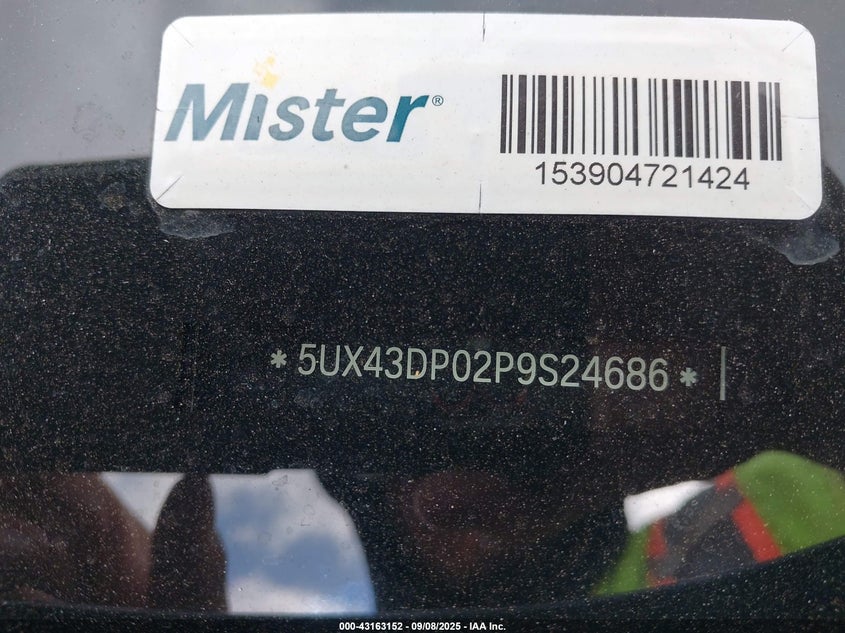 Mister®
153904721424
* 5UX43DP02P9S24686 * |
000-43163152 - 09/08/2025 - IAA Inc.